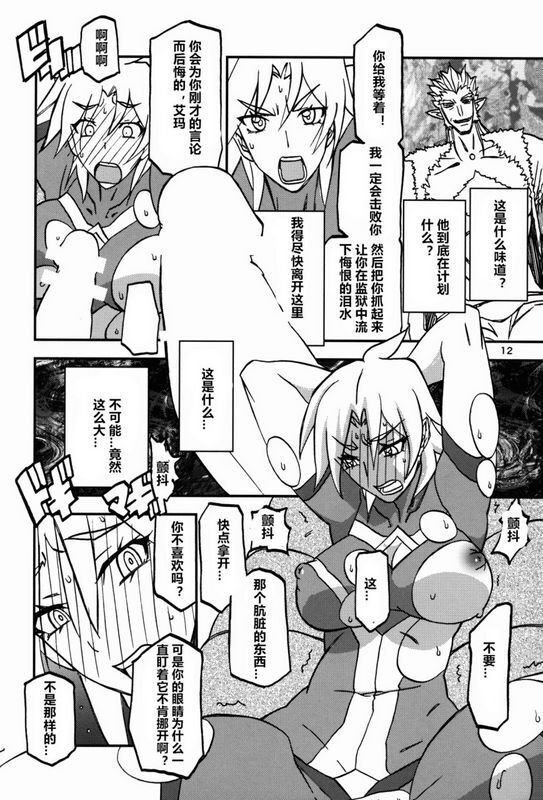 这是什么味道？
他到底在计划
什么？
你给我等着！
我一定会击败你
然后把你抓起来
让你在监狱中流
下悔恨的泪水
我得尽快离开这里
你会为你刚才的言论
而后悔的，艾玛
啊啊啊
12
这是什么…
不可能…竟然
这么大…
颤抖
颤抖
颤抖
不要…
这…
快点拿开…
那个肮脏的东西…
你不喜欢吗？
可是你的眼睛为什么一
直盯着它不肯挪开啊？
不是那样的…